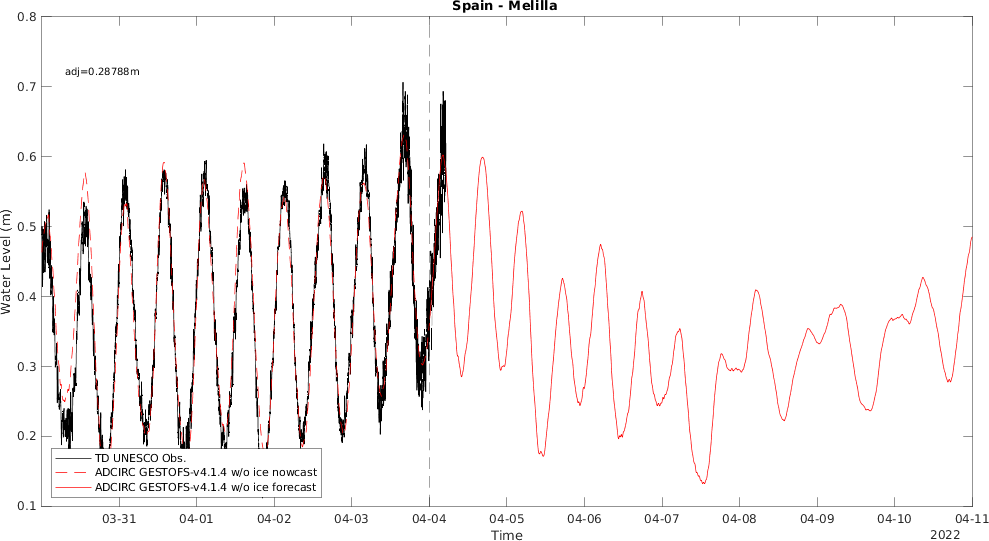 Spain - Melilla
0.8
adj=0.28788m
0.7
0.6
0.5
Water Level (m)
0.4
0.3
0.2
TD UNESCO Obs.
ADCIRC GESTOFS-v4.1.4 w/o ice nowcast
ADCIRC GESTOFS-v4.1.4 w/o ice forecast
0.1
03-31 04-01 04-02 04-03 04-04 04-05 04-06 04-07 04-08 04-09 04-10 04-11
Time
2022